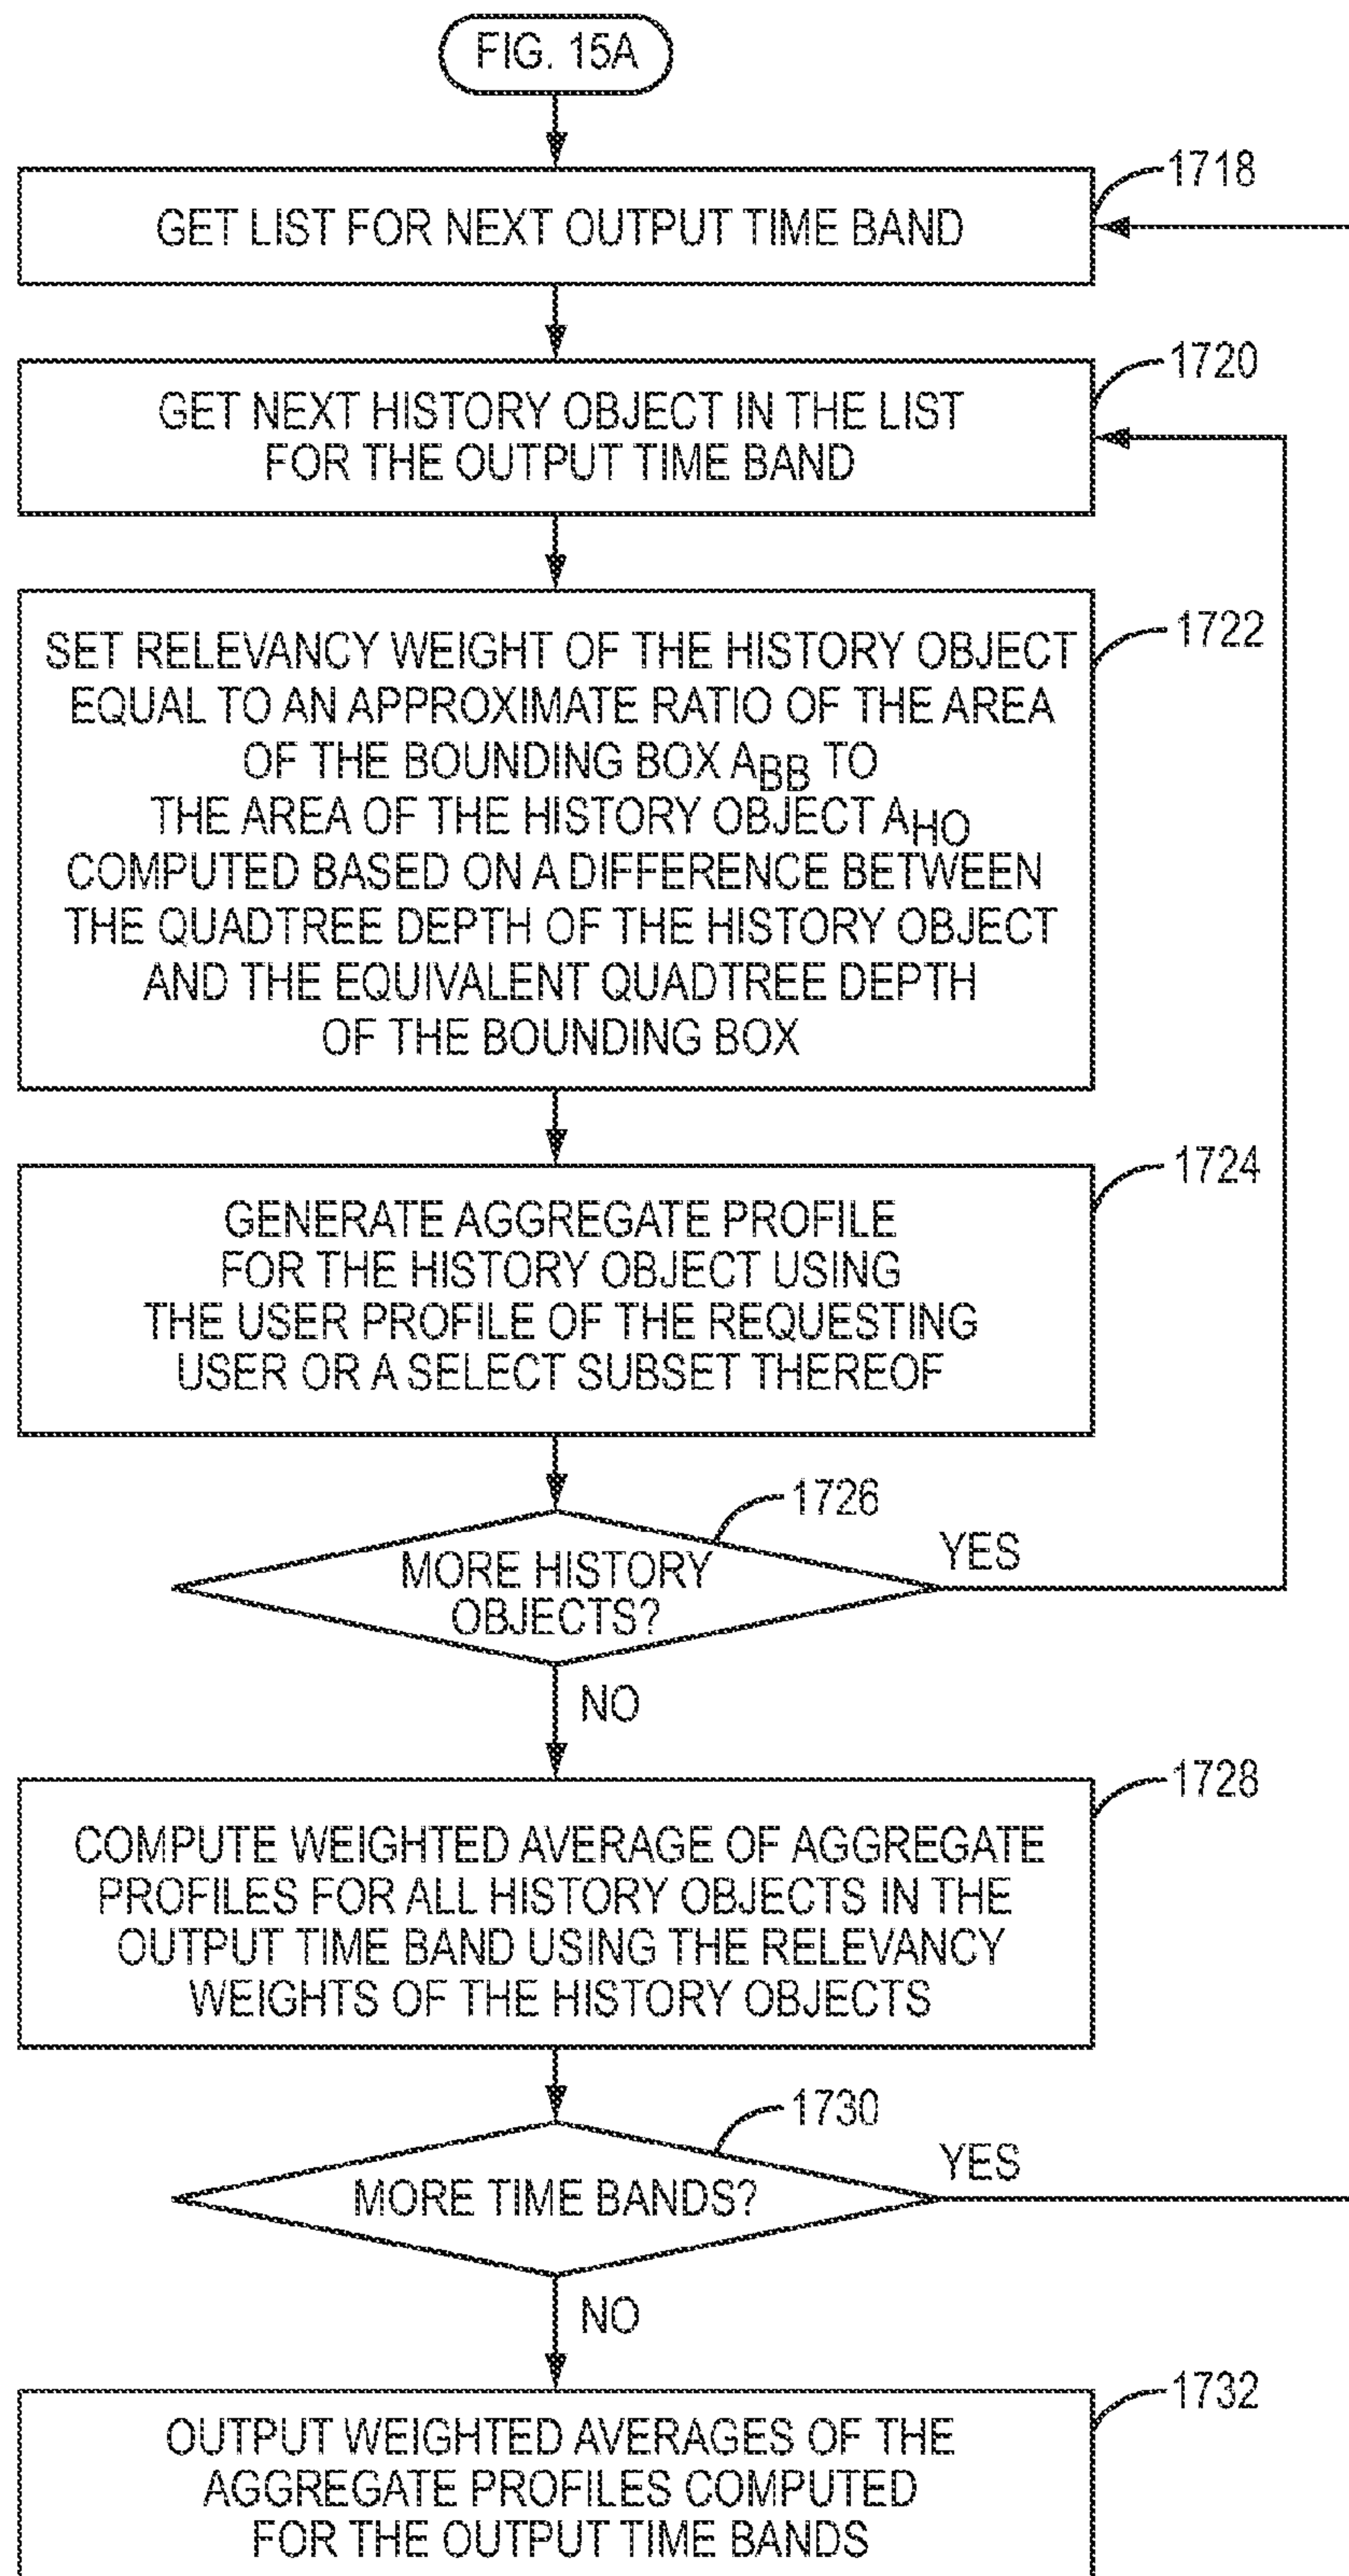 FIG. 15A
1718
GET LIST FOR NEXT OUTPUT TIME BAND
1720
GET NEXT HISTORY OBJECT IN THE LIST
FOR THE OUTPUT TIME BAND
1722
SET RELEVANCY WEIGHT OF THE HISTORY OBJECT
EQUAL TO AN APPROXIMATE RATIO OF THE AREA
OF THE BOUNDING BOX ABB TO
THE AREA OF THE HISTORY OBJECT AHO
COMPUTED BASED ON A DIFFERENCE BETWEEN
THE QUADTREE DEPTH OF THE HISTORY OBJECT
AND THE EQUIVALENT QUADTREE DEPTH
OF THE BOUNDING BOX
1724
GENERATE AGGREGATE PROFILE
FOR THE HISTORY OBJECT USING
THE USER PROFILE OF THE REQUESTING
USER OR A SELECT SUBSET THEREOF
1726
MORE HISTORY
OBJECTS?
YES
NO
1728
COMPUTE WEIGHTED AVERAGE OF AGGREGATE
PROFILES FOR ALL HISTORY OBJECTS IN THE
OUTPUT TIME BAND USING THE RELEVANCY
WEIGHTS OF THE HISTORY OBJECTS
1730
MORE TIME BANDS?
YES
NO
1732
OUTPUT WEIGHTED AVERAGES OF THE
AGGREGATE PROFILES COMPUTED
FOR THE OUTPUT TIME BANDS